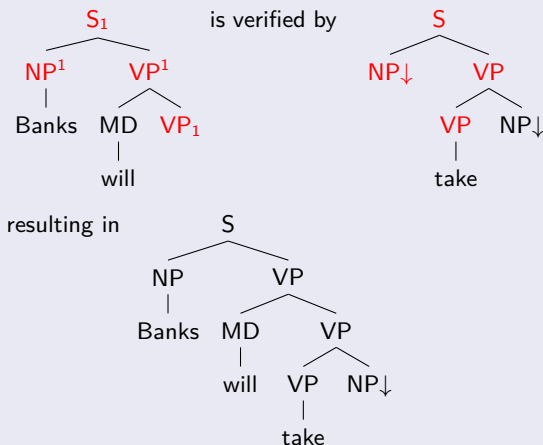 S₁ is verified by S
NP¹ VP¹ NP↓ VP
Banks MD VP₁ VP NP↓
will take
resulting in S
NP VP
Banks MD VP
will VP NP↓
take